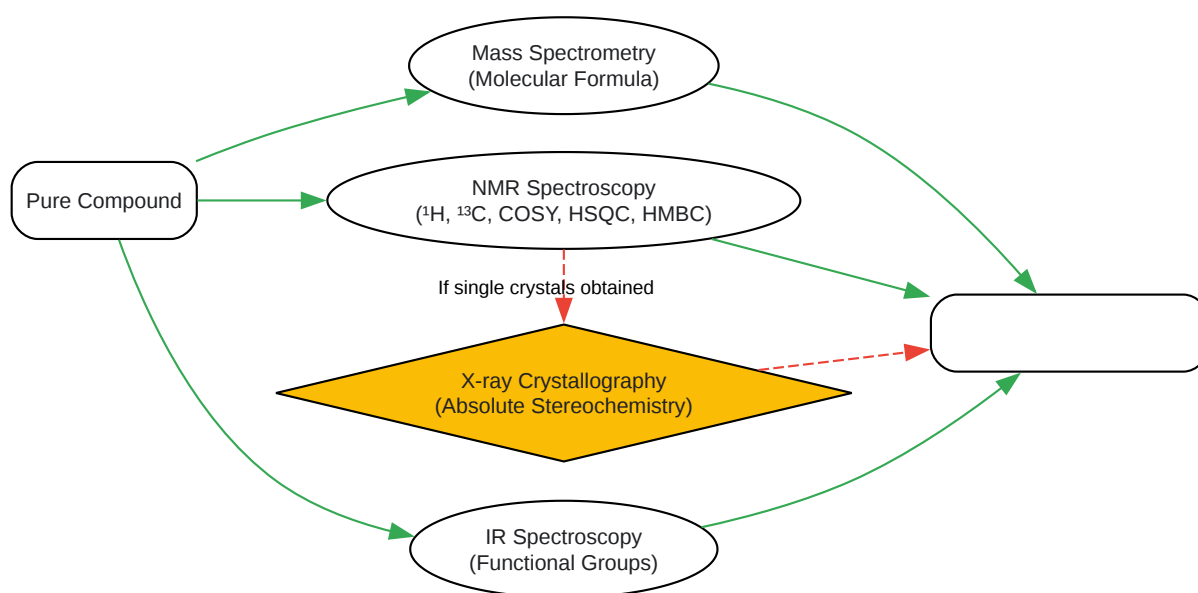 Mass Spectrometry
(Molecular Formula)
Pure Compound
NMR Spectroscopy
(¹H, ¹³C, COSY, HSQC, HMBC)
If single crystals obtained
X-ray Crystallography
(Absolute Stereochemistry)
IR Spectroscopy
(Functional Groups)